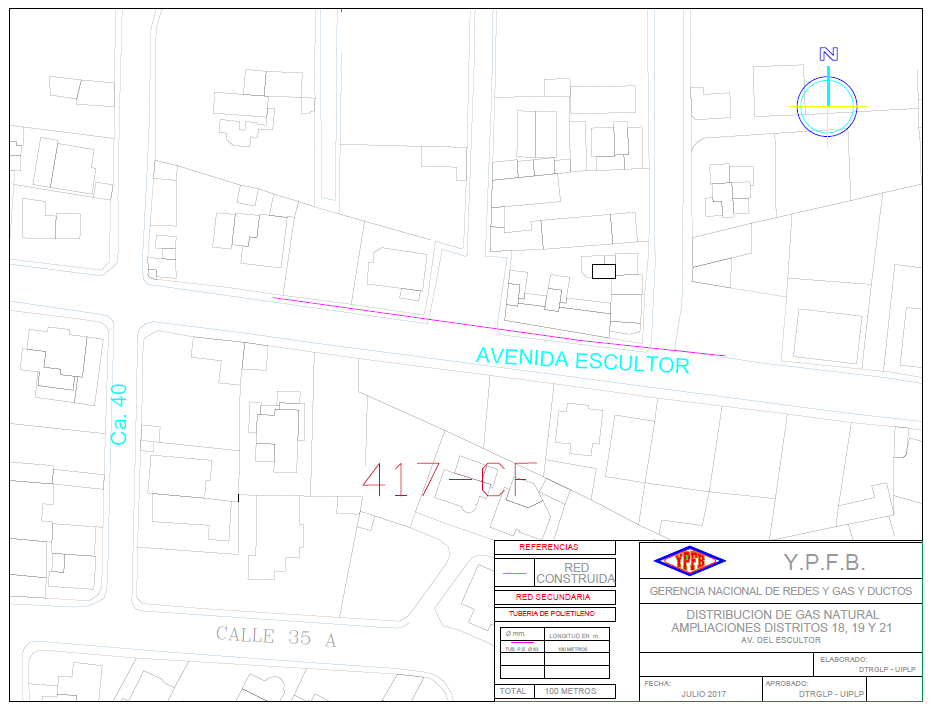 N
AVENIDA ESCULTOR
Ca. 40
417-CF
CALLE 35 A
REFERENCIAS
RED
CONSTRUIDA
RED SECUNDARIA
TUBERIA DE POLIETILENO
Ø mm.
LONGITUD EN m.
TUB. P.E. Ø 63
100 METROS
TOTAL
100 METROS
YPFB
Y.P.F.B.
GERENCIA NACIONAL DE REDES Y GAS Y DUCTOS
DISTRIBUCION DE GAS NATURAL
AMPLIACIONES DISTRITOS 18, 19 Y 21
AV. DEL ESCULTOR
ELABORADO:
DTRGLP - UIPLP
FECHA:
JULIO 2017
APROBADO:
DTRGLP - UIPLP